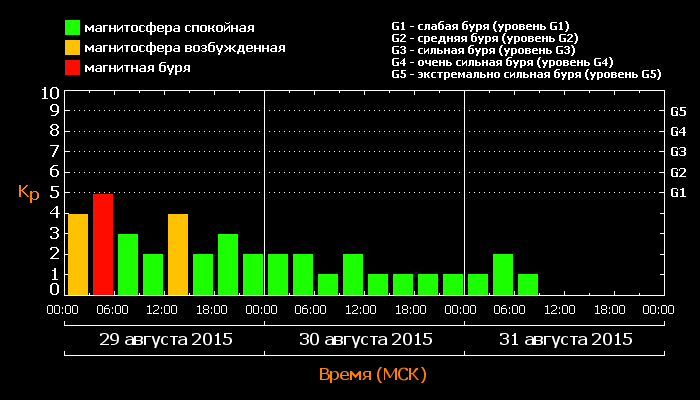 магнитосфера спокойная
магнитосфера возбужденная
магнитная буря
G1 - слабая буря (уровень G1)
G2 - средняя буря (уровень G2)
G3 - сильная буря (уровень G3)
G4 - очень сильная буря (уровень G4)
G5 - экстремально сильная буря (уровень G5)
10
9
8
7
6
5
4
3
2
1
0
Kp
G5
G4
G3
G2
G1
00:00 06:00 12:00 18:00 00:00 06:00 12:00 18:00 00:00 06:00 12:00 18:00 00:00
29 августа 2015 30 августа 2015 31 августа 2015
Время (МСК)